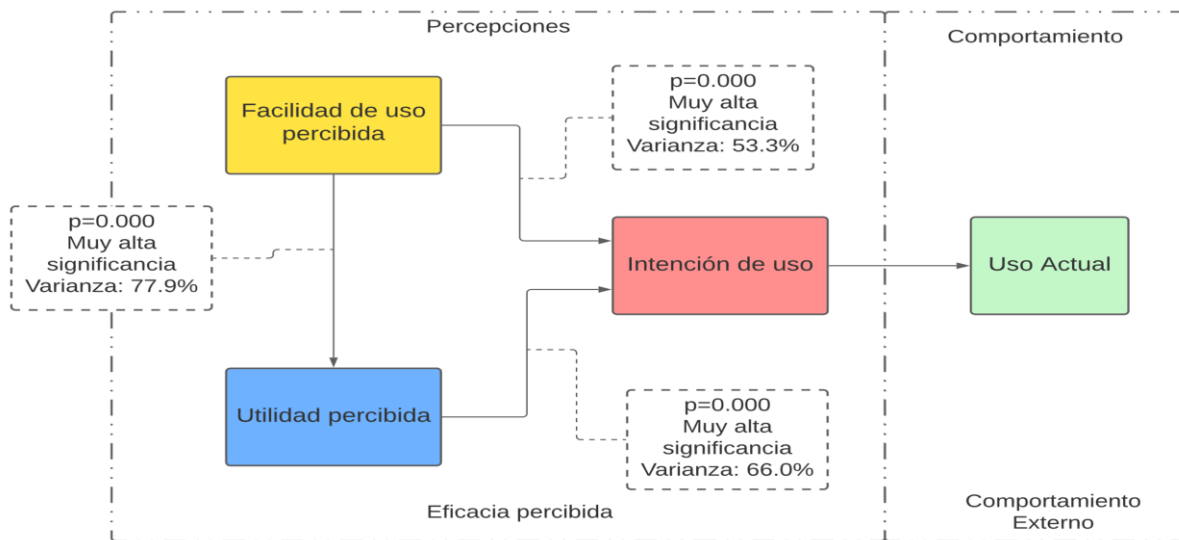 Percepciones
Comportamiento
Facilidad de uso
percibida
p=0.000
Muy alta
significancia
Varianza: 53.3%
p=0.000
Muy alta
significancia
Varianza: 77.9%
Intención de uso
Uso Actual
Utilidad percibida
p=0.000
Muy alta
significancia
Varianza: 66.0%
Eficacia percibida
Comportamiento
Externo